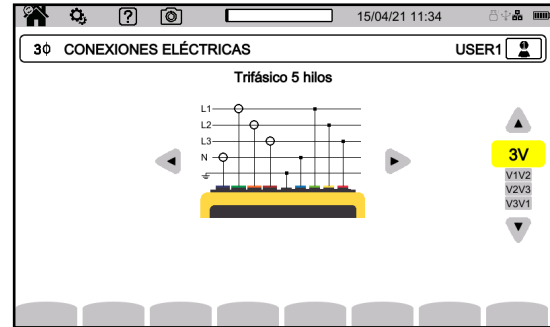 ?
15/04/21 11:34
3ϕ CONEXIONES ELÉCTRICAS
USER1
Trifásico 5 hilos
L1
L2
L3
N
3V
V1V2
V2V3
V3V1